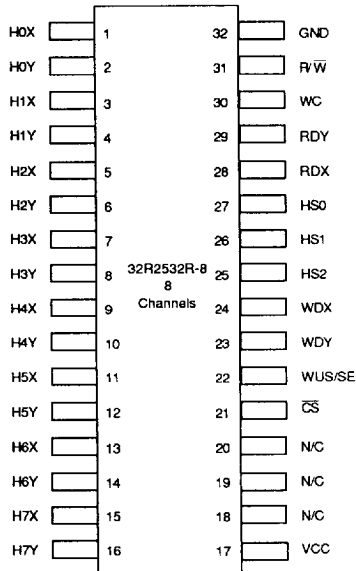 H0X 1 32 GND
H0Y 2 31 R/W̅
H1X 3 30 WC
H1Y 4 29 RDY
H2X 5 28 RDX
H2Y 6 27 HS0
H3X 7 26 HS1
H3Y 8 32R2532R-8 25 HS2
8
H4X 9 Channels 24 WDX
H4Y 10 23 WDY
H5X 11 22 WUS/SE
H5Y 12 21 C̅S̅
H6X 13 20 N/C
H6Y 14 19 N/C
H7X 15 18 N/C
H7Y 16 17 VCC